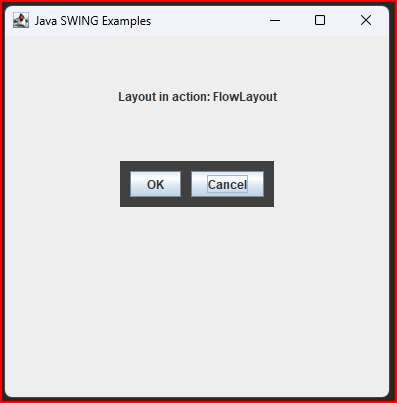 Java SWING Examples
Layout in action: FlowLayout
OK Cancel